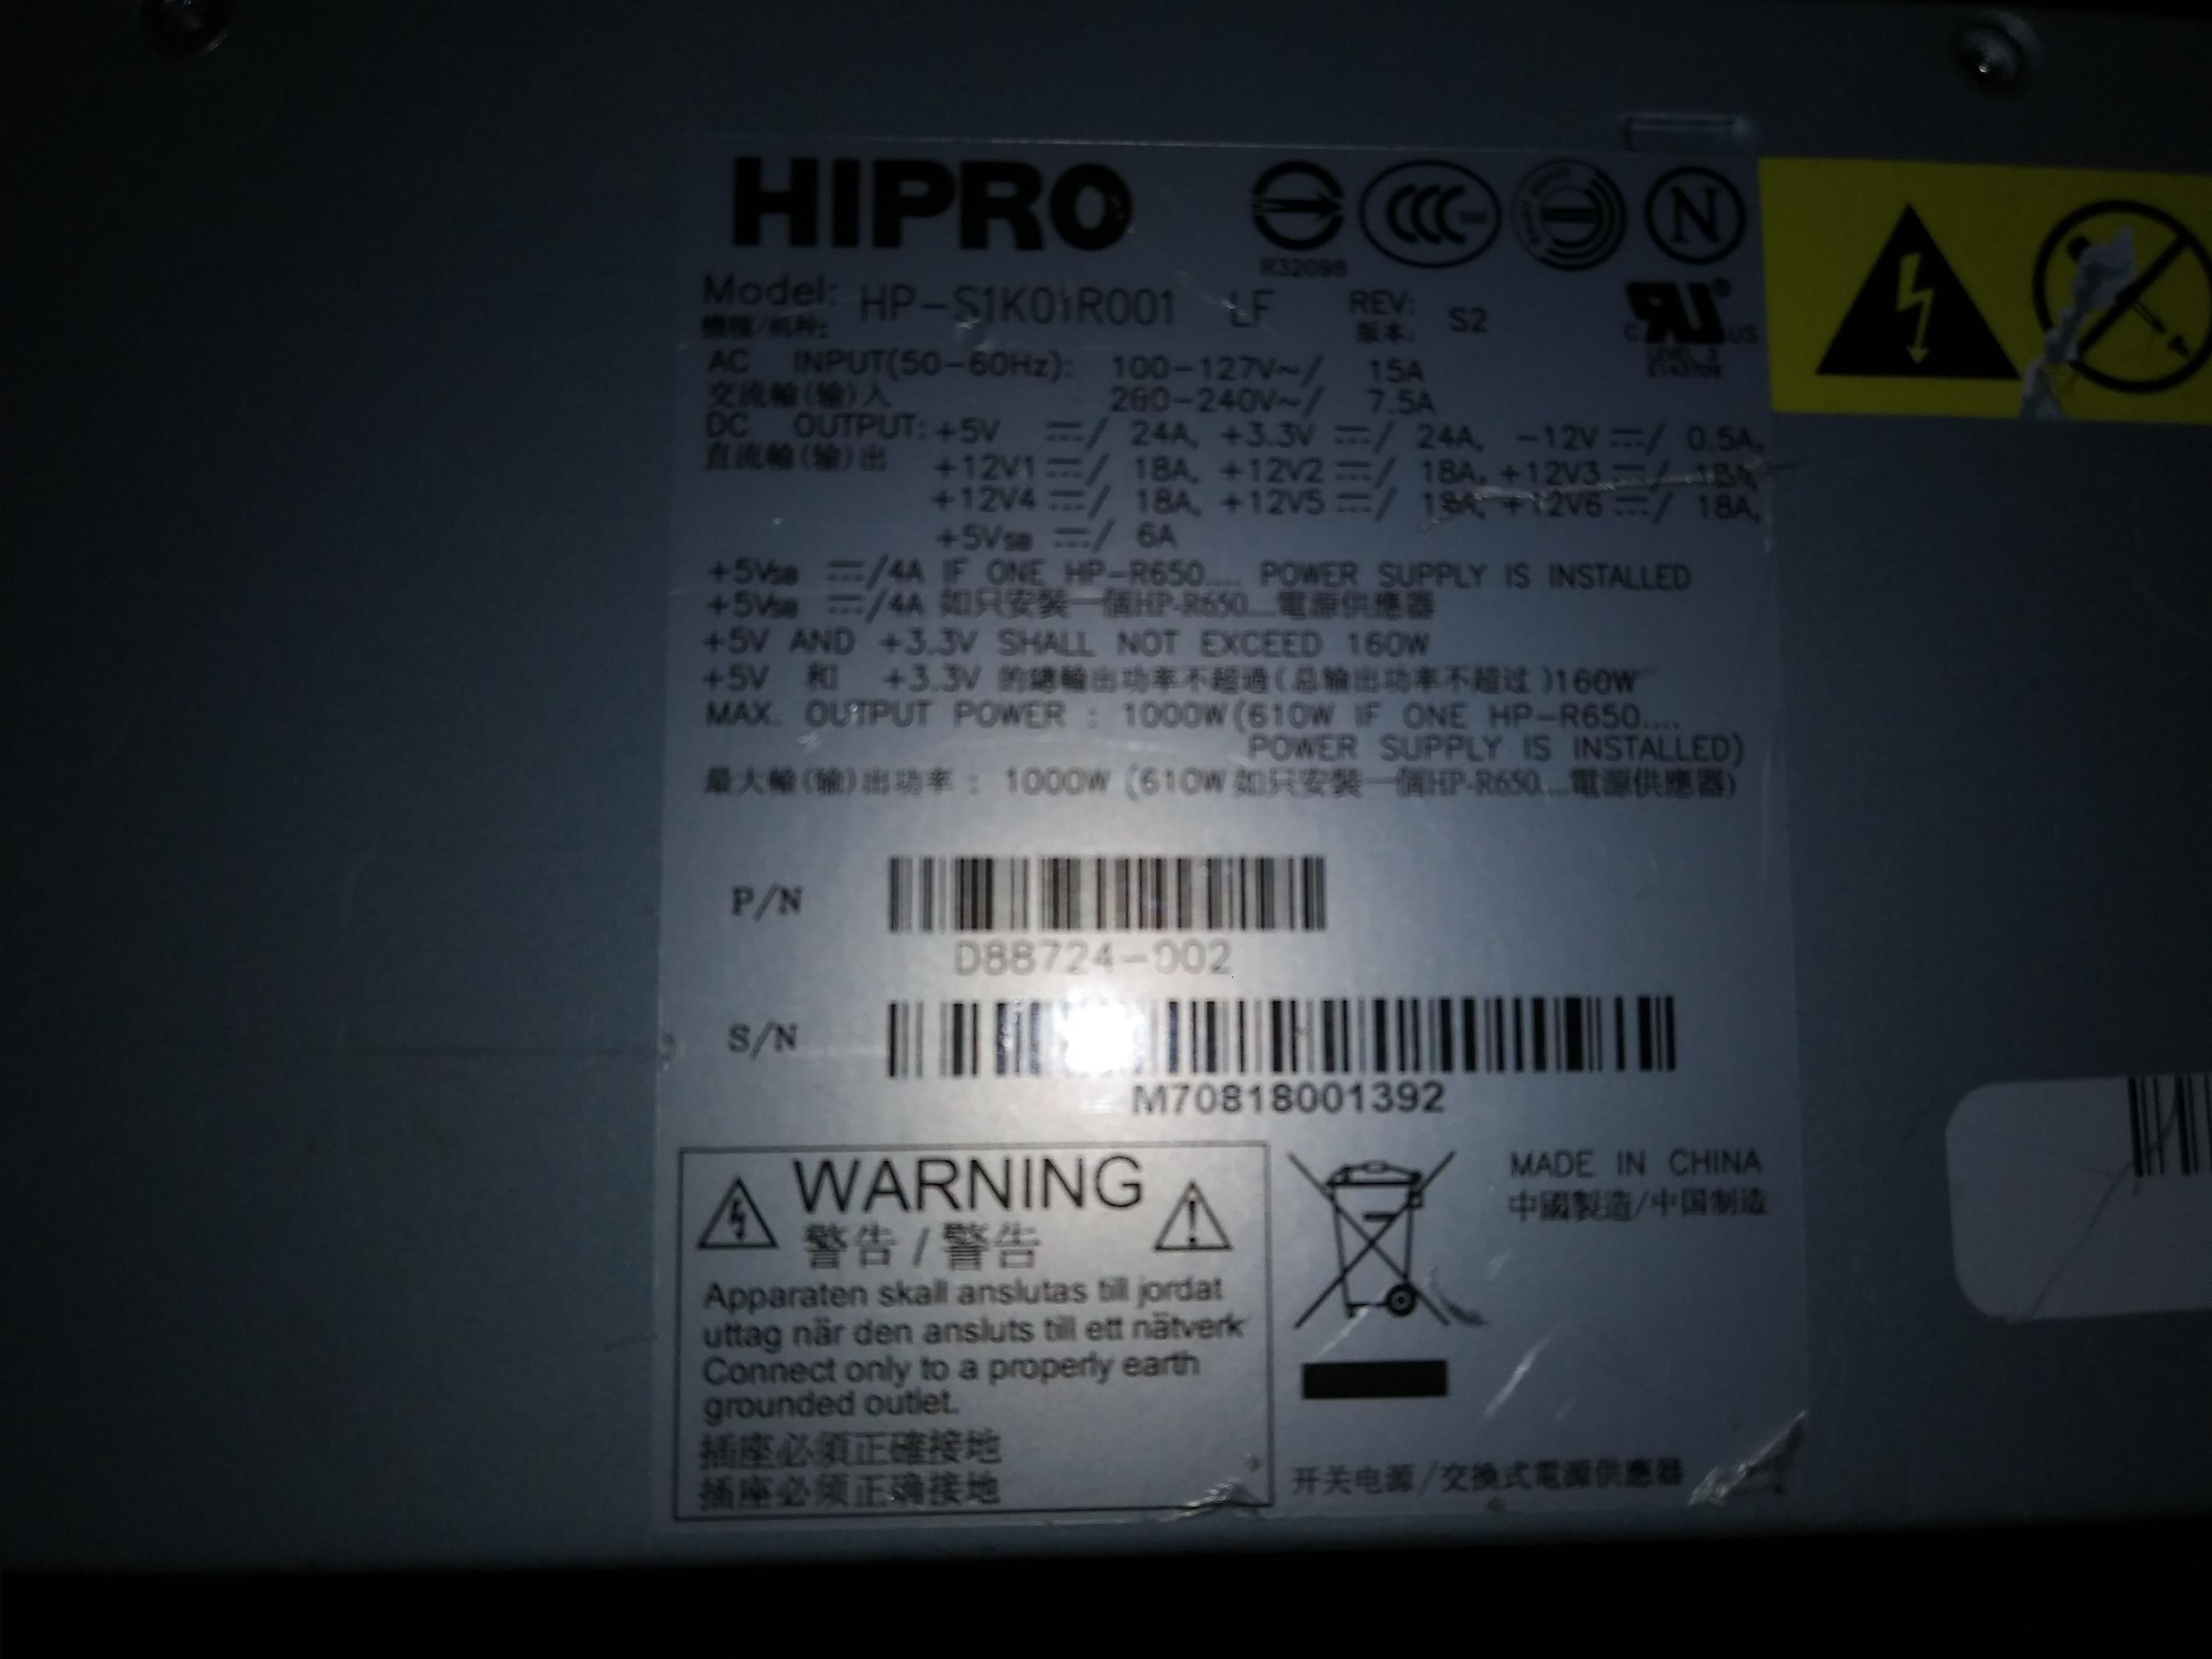 HIPRO
R32098
Model: HP-S1K01R001 LF REV: S2
機種/机种: 版本:
AC INPUT(50-60Hz): 100-127V~/ 15A
交流輸(输)入 200-240V~/ 7.5A
DC OUTPUT: +5V ⎓/ 24A, +3.3V ⎓/ 24A, -12V ⎓/ 0.5A,
直流輸(输)出 +12V1 ⎓/ 18A, +12V2 ⎓/ 18A, +12V3 ⎓/ 18A,
+12V4 ⎓/ 18A, +12V5 ⎓/ 18A, +12V6 ⎓/ 18A,
+5VSB ⎓/ 6A
+5VSB ⎓/4A IF ONE HP-R650.... POWER SUPPLY IS INSTALLED
+5VSB ⎓/4A 如只安裝一個HP-R650....電源供應器
+5V AND +3.3V SHALL NOT EXCEED 160W
+5V 和 +3.3V 的總輸出功率不超過(总输出功率不超过)160W
MAX. OUTPUT POWER : 1000W(610W IF ONE HP-R650....
POWER SUPPLY IS INSTALLED)
最大輸(输)出功率 : 1000W (610W 如只安裝一個HP-R650....電源供應器)
P/N
D88724-002
S/N
M70818001392
WARNING
警告 / 警告
Apparaten skall anslutas till jordat
uttag när den ansluts till ett nätverk
Connect only to a properly earth
grounded outlet.
插座必須正確接地
插座必须正确接地
MADE IN CHINA
中國製造/中国制造
开关电源/交換式電源供應器